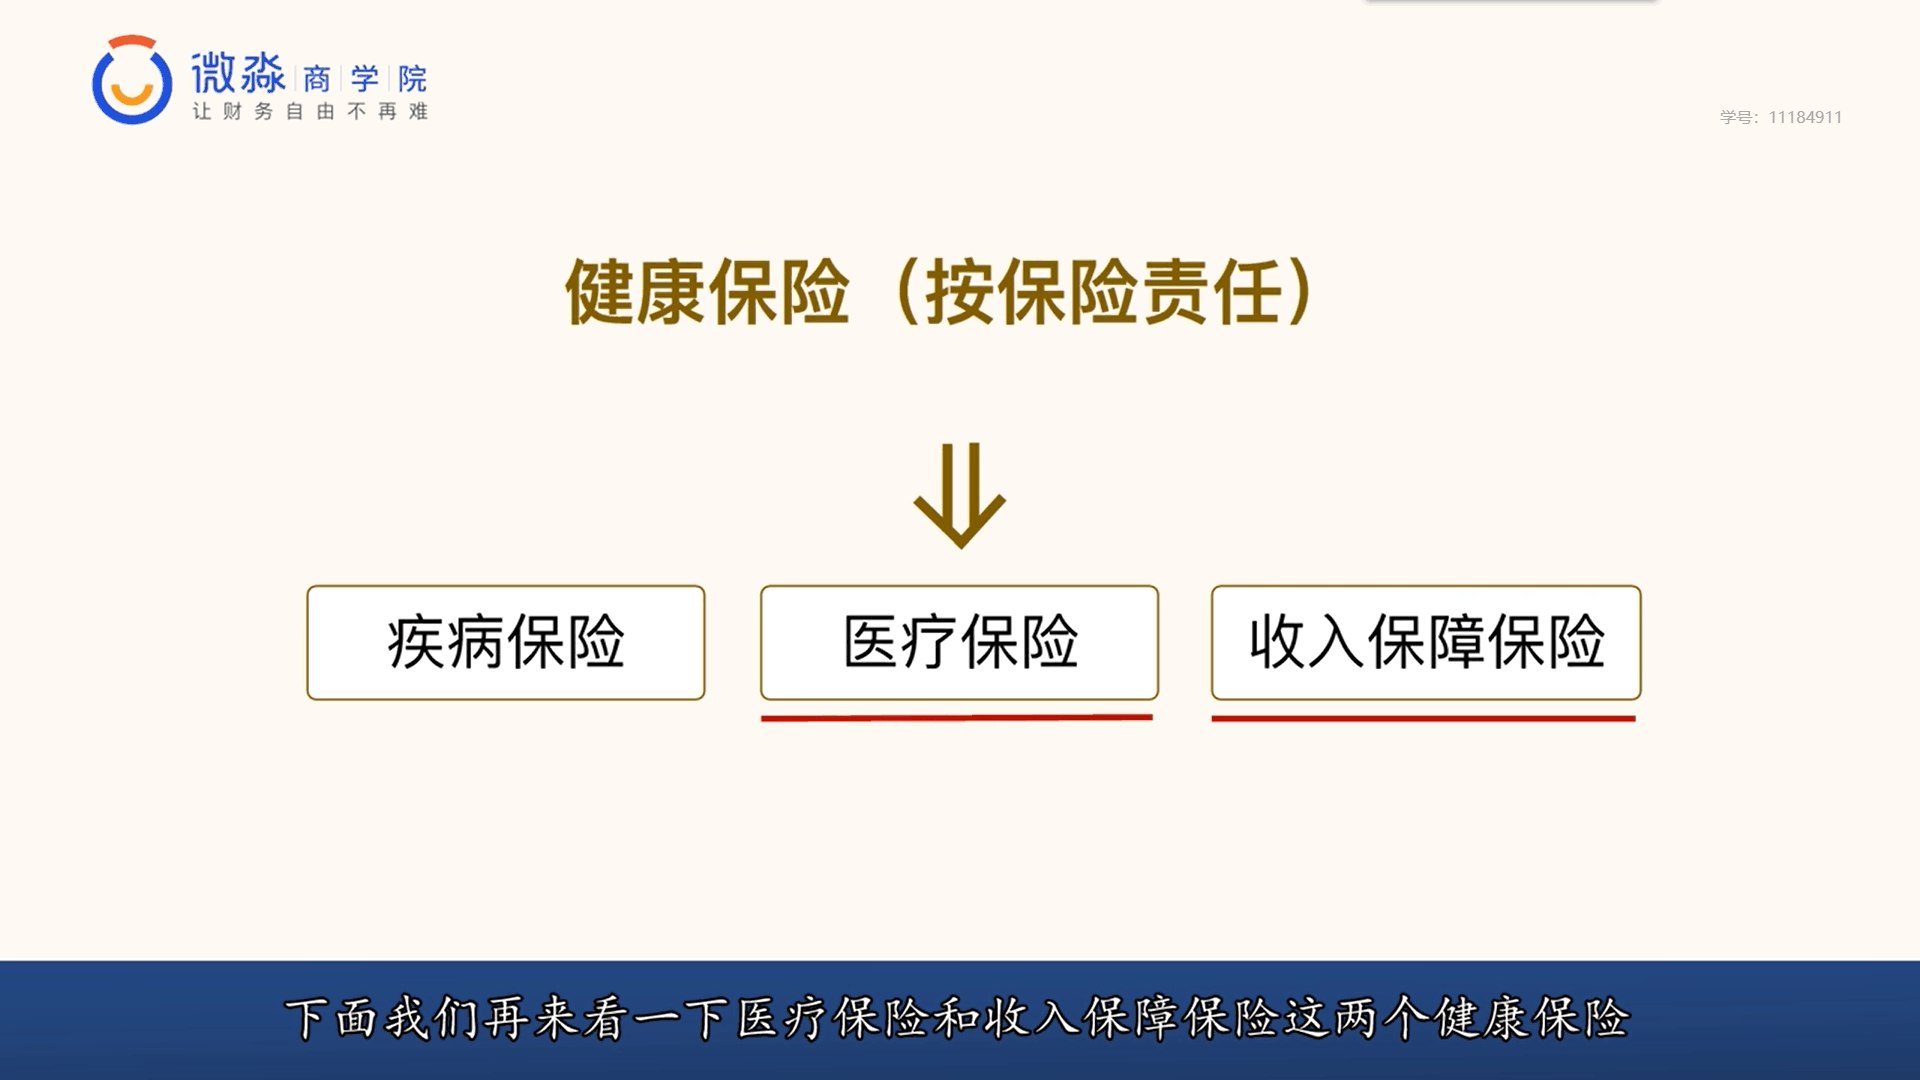 微淼 商 学 院
让财务自由不再难
学号：11184911
健康保险（按保险责任）
疾病保险
医疗保险
收入保障保险
下面我们再来看一下医疗保险和收入保障保险这两个健康保险